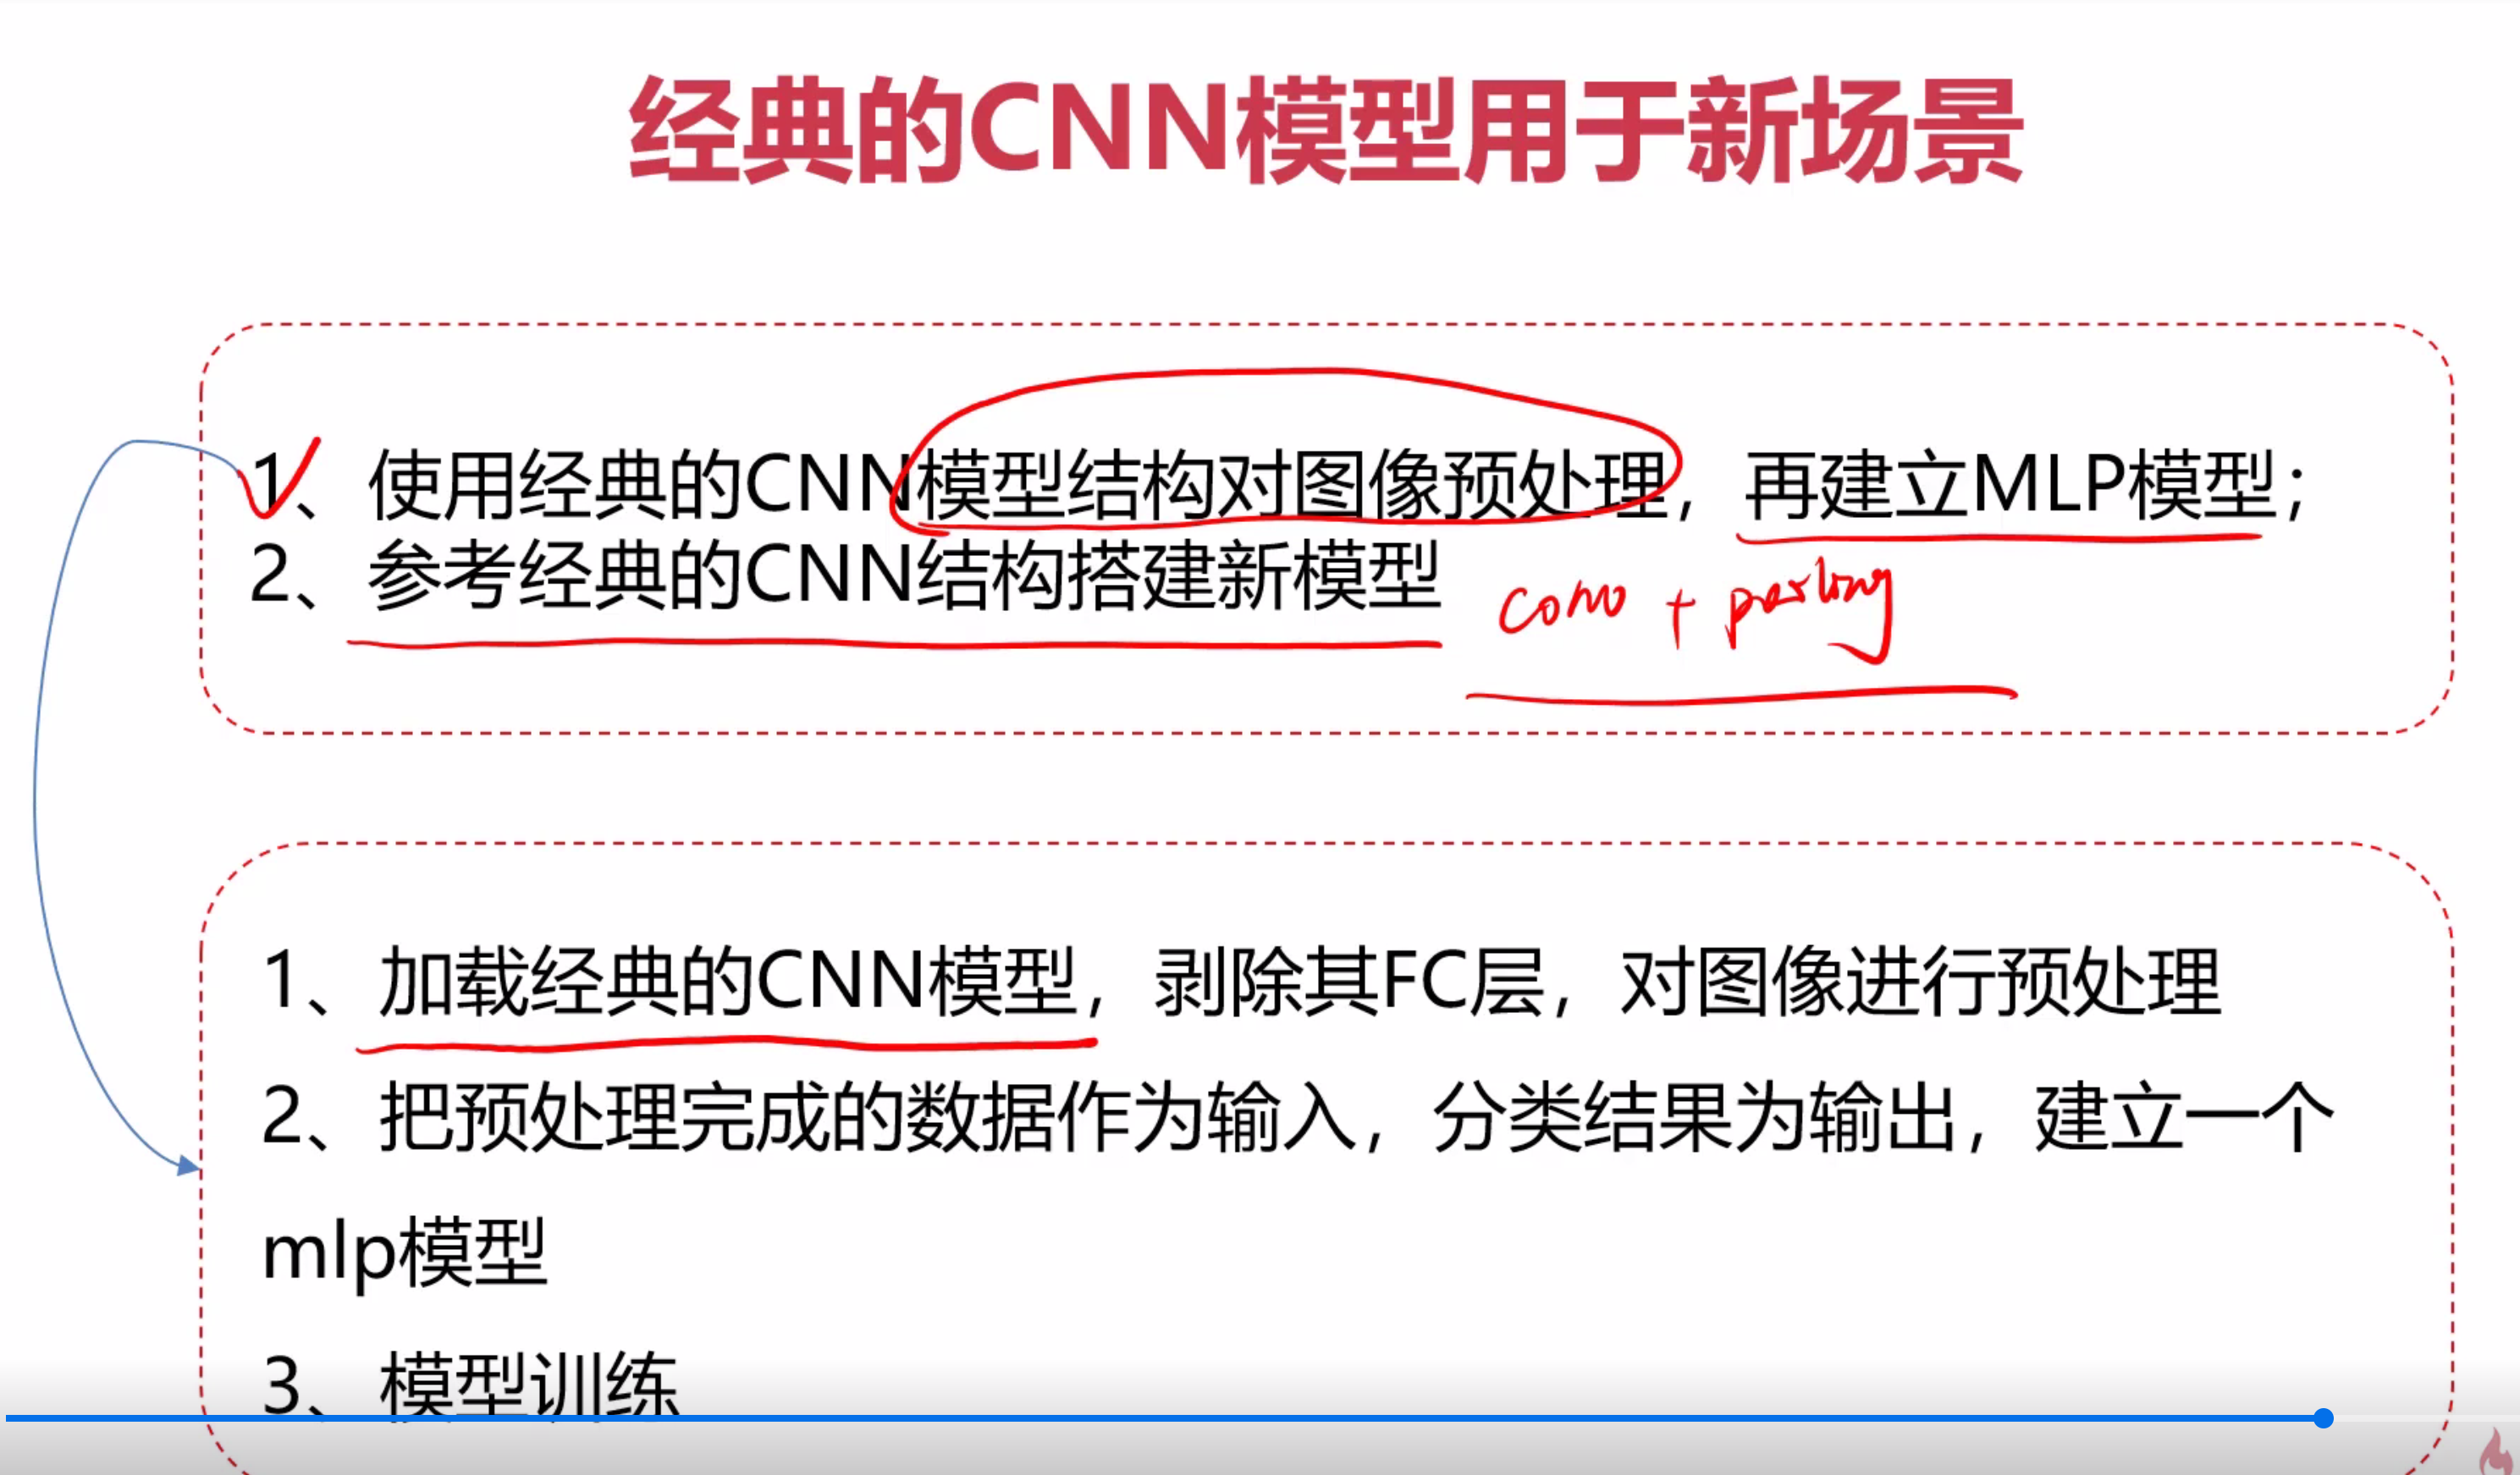 经典的CNN模型用于新场景
1、使用经典的CNN模型结构对图像预处理，再建立MLP模型；
2、参考经典的CNN结构搭建新模型
1、加载经典的CNN模型，剥除其FC层，对图像进行预处理
2、把预处理完成的数据作为输入，分类结果为输出，建立一个
mlp模型
3、模型训练